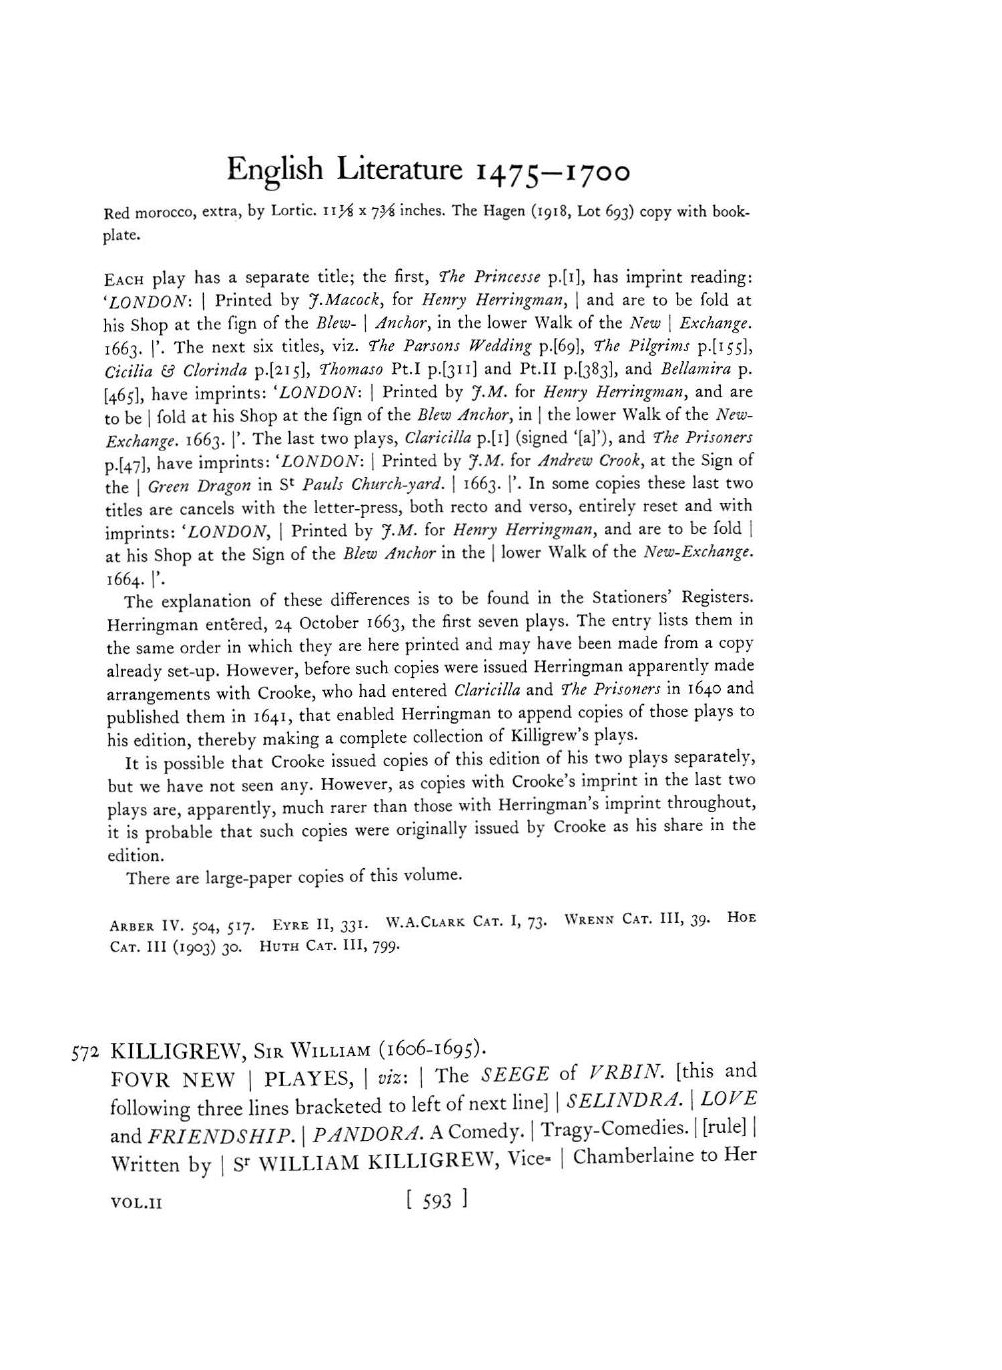 English Literature 1475—1700
Red morocco, extra, by Lortic. 11⅛ x 7⅜ inches. The Hagen (1918, Lot 693) copy with book-
plate.
EACH play has a separate title; the first, The Princesse p.[1], has imprint reading:
‘LONDON: | Printed by J.Macock, for Henry Herringman, | and are to be ſold at
his Shop at the ſign of the Blew- | Anchor, in the lower Walk of the New | Exchange.
1663. |’. The next six titles, viz. The Parsons Wedding p.[69], The Pilgrims p.[155],
Cicilia & Clorinda p.[215], Thomaso Pt.I p.[311] and Pt.II p.[383], and Bellamira p.
[465], have imprints: ‘LONDON: | Printed by J.M. for Henry Herringman, and are
to be | ſold at his Shop at the ſign of the Blew Anchor, in | the lower Walk of the New-
Exchange. 1663. |’. The last two plays, Claricilla p.[1] (signed ‘[a]’), and The Prisoners
p.[47], have imprints: ‘LONDON: | Printed by J.M. for Andrew Crook, at the Sign of
the | Green Dragon in Sᵗ Pauls Church-yard. | 1663. |’. In some copies these last two
titles are cancels with the letter-press, both recto and verso, entirely reset and with
imprints: ‘LONDON, | Printed by J.M. for Henry Herringman, and are to be ſold |
at his Shop at the Sign of the Blew Anchor in the | lower Walk of the New-Exchange.
1664. |’.
The explanation of these differences is to be found in the Stationers’ Registers.
Herringman entered, 24 October 1663, the first seven plays. The entry lists them in
the same order in which they are here printed and may have been made from a copy
already set-up. However, before such copies were issued Herringman apparently made
arrangements with Crooke, who had entered Claricilla and The Prisoners in 1640 and
published them in 1641, that enabled Herringman to append copies of those plays to
his edition, thereby making a complete collection of Killigrew’s plays.
It is possible that Crooke issued copies of this edition of his two plays separately,
but we have not seen any. However, as copies with Crooke’s imprint in the last two
plays are, apparently, much rarer than those with Herringman’s imprint throughout,
it is probable that such copies were originally issued by Crooke as his share in the
edition.
There are large-paper copies of this volume.
ARBER IV. 504, 517. EYRE II, 331. W.A.CLARK CAT. I, 73. WRENN CAT. III, 39. HOE
CAT. III (1903) 30. HUTH CAT. III, 799.
572 KILLIGREW, SIR WILLIAM (1606-1695).
FOVR NEW | PLAYES, | viz: | The SEEGE of VRBIN. [this and
following three lines bracketed to left of next line] | SELINDRA. | LOVE
and FRIENDSHIP. | PANDORA. A Comedy. | Tragy-Comedies. | [rule] |
Written by | Sʳ WILLIAM KILLIGREW, Vice= | Chamberlaine to Her
VOL.II [ 593 ]